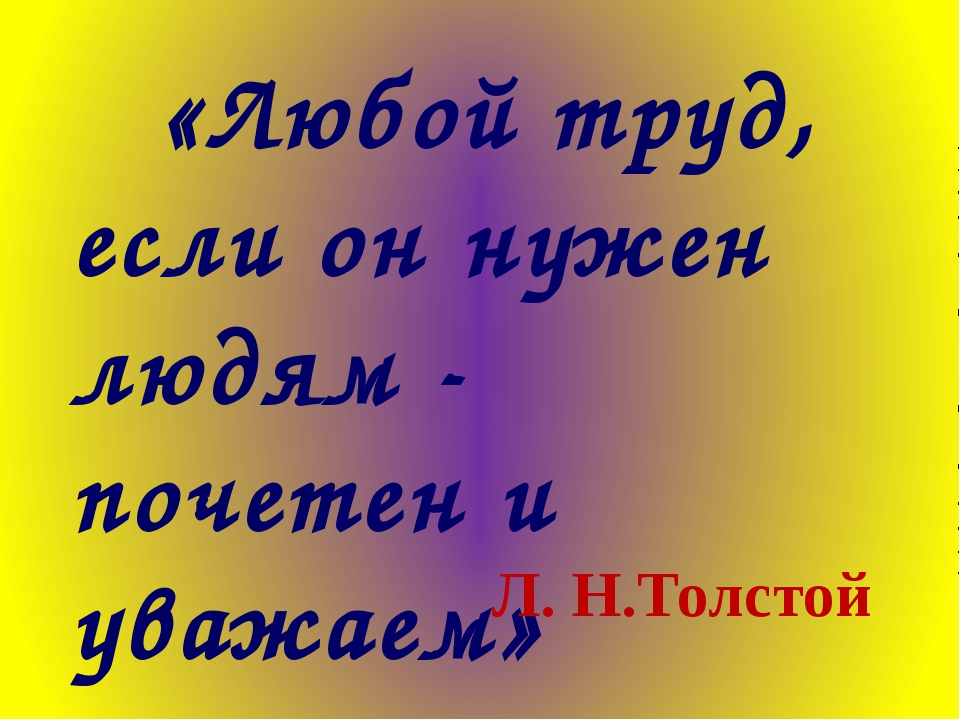 «Любой труд,
если он нужен
людям -
почетен и
уважаем»
Л. Н.Толстой